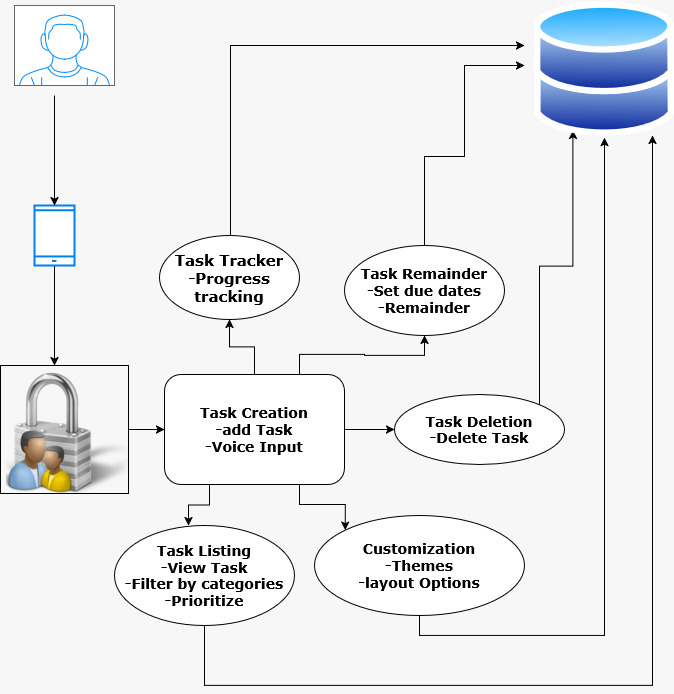 Task Tracker
-Progress
tracking
Task Remainder
-Set due dates
-Remainder
Task Creation
-add Task
-Voice Input
Task Deletion
-Delete Task
Task Listing
-View Task
-Filter by categories
-Prioritize
Customization
-Themes
-layout Options